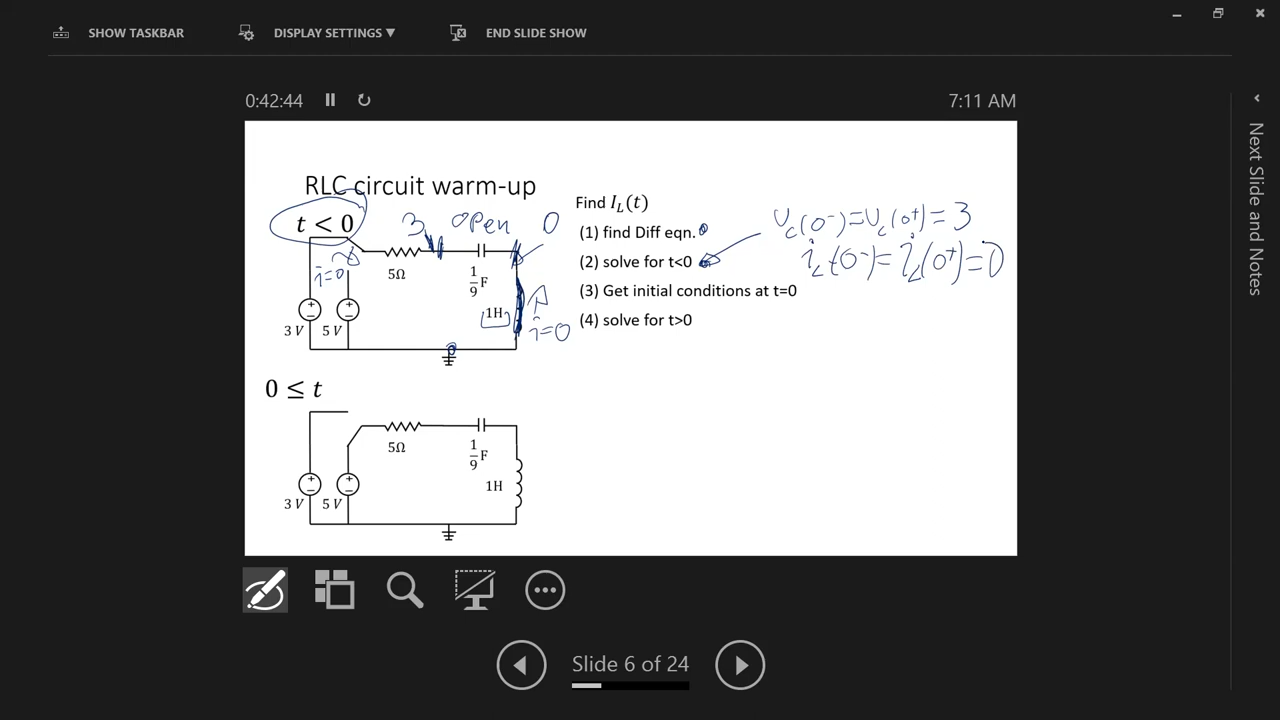 SHOW TASKBAR
DISPLAY SETTINGS ▼
END SLIDE SHOW
0:42:44
7:11 AM
Next Slide and Notes
RLC circuit warm-up
t < 0
3 open 0
i=0
5Ω
1/9 F
1H
i=0
3 V 5 V
Find I_L(t)
(1) find Diff eqn.
(2) solve for t<0
(3) Get initial conditions at t=0
(4) solve for t>0
v_c(0⁻)=v_c(0⁺)=3
i_L(0⁻)=i_L(0⁺)=0
0 ≤ t
5Ω
1/9 F
1H
3 V 5 V
Slide 6 of 24